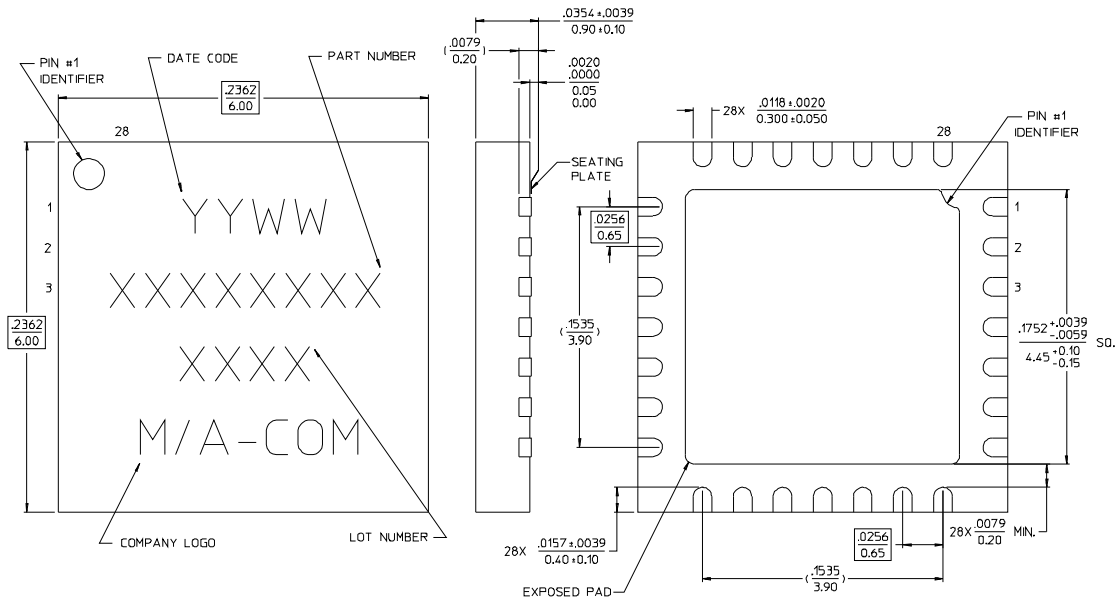 PIN #1
IDENTIFIER
DATE CODE
PART NUMBER
.2362
6.00
28
.2362
6.00
1
2
3
YYWW
XXXXXXXX
XXXX
M/A-COM
COMPANY LOGO
LOT NUMBER
.0354 ±.0039
0.90 ±0.10
(.0079)
0.20
.0020
.0000
0.05
0.00
SEATING
PLATE
28X .0118 ±.0020
0.300 ±0.050
28
PIN #1
IDENTIFIER
.0256
0.65
(.1535)
3.90
1
2
3
.1752 +.0039
-.0059
4.45 +0.10
-0.15
SQ.
28X .0157 ±.0039
0.40 ±0.10
.0256
0.65
28X .0079 MIN.
0.20
(.1535)
3.90
EXPOSED PAD